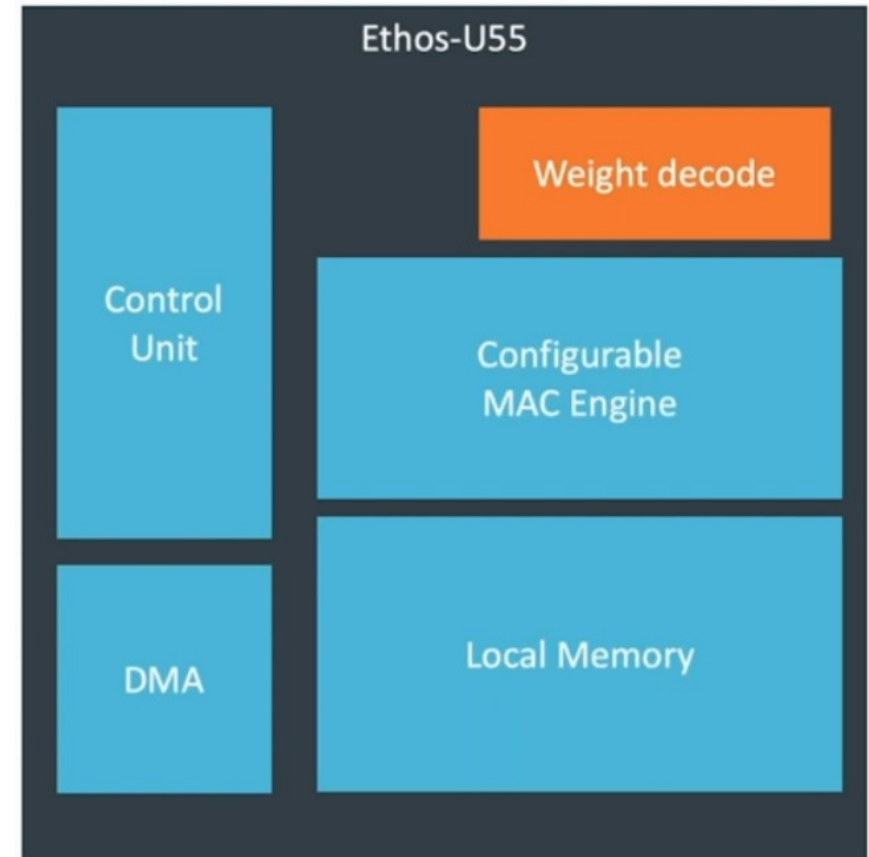 Ethos-U55
Weight decode
Control
Unit
Configurable
MAC Engine
DMA
Local Memory